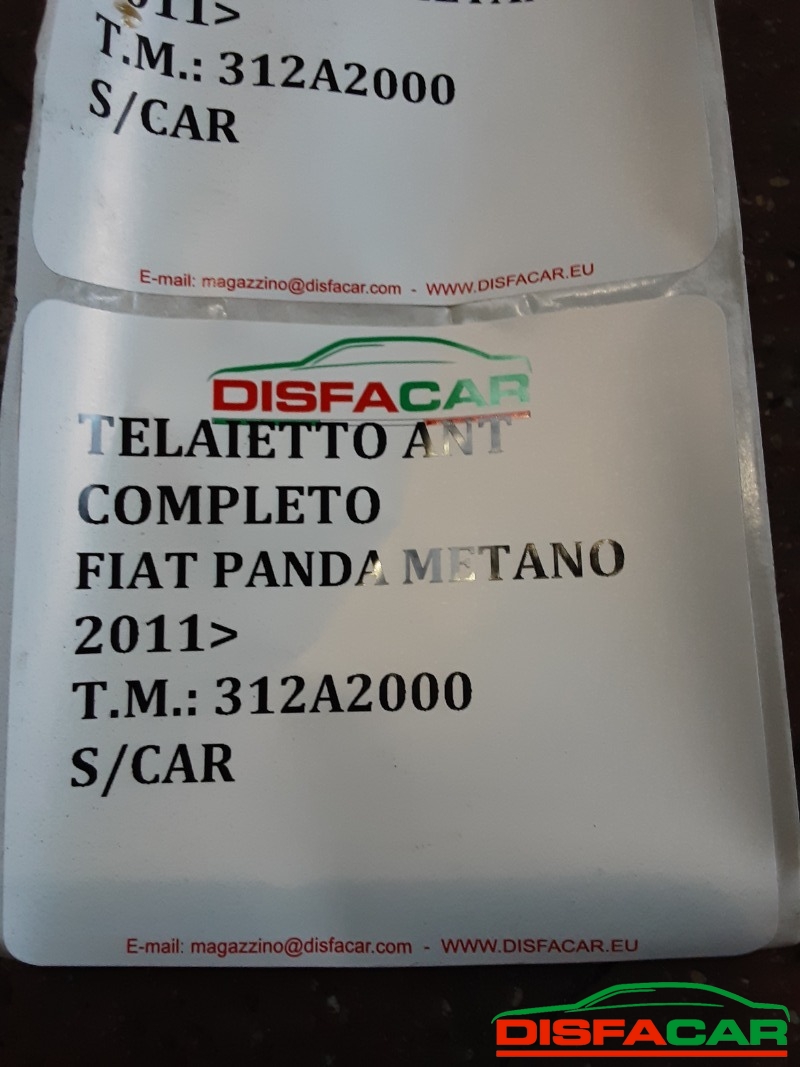 2011>
T.M.: 312A2000
S/CAR
E-mail: magazzino@disfacar.com - WWW.DISFACAR.EU
DISFACAR
TELAIETTO ANT
COMPLETO
FIAT PANDA METANO
2011>
T.M.: 312A2000
S/CAR
E-mail: magazzino@disfacar.com - WWW.DISFACAR.EU
DISFACAR